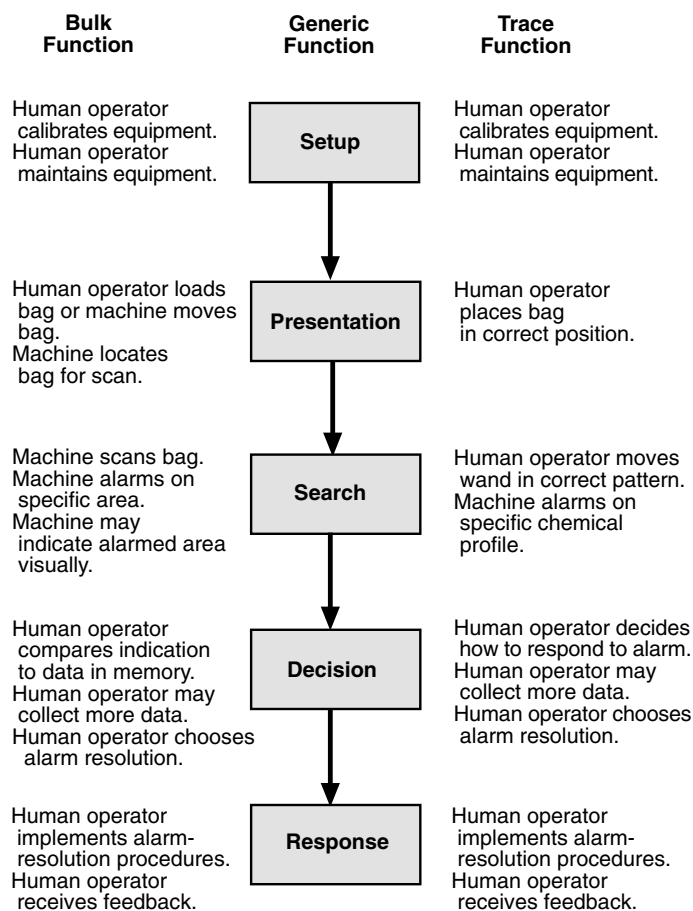 Bulk
Function
Generic
Function
Trace
Function
Human operator
calibrates equipment.
Human operator
maintains equipment.
Setup
Human operator
calibrates equipment.
Human operator
maintains equipment.
Human operator loads
bag or machine moves
bag.
Machine locates
bag for scan.
Presentation
Human operator
places bag
in correct position.
Machine scans bag.
Machine alarms on
specific area.
Machine may
indicate alarmed area
visually.
Search
Human operator moves
wand in correct pattern.
Machine alarms on
specific chemical
profile.
Human operator
compares indication
to data in memory.
Human operator may
collect more data.
Human operator chooses
alarm resolution.
Decision
Human operator decides
how to respond to alarm.
Human operator may
collect more data.
Human operator chooses
alarm resolution.
Human operator
implements alarm-
resolution procedures.
Human operator
receives feedback.
Response
Human operator
implements alarm-
resolution procedures.
Human operator
receives feedback.